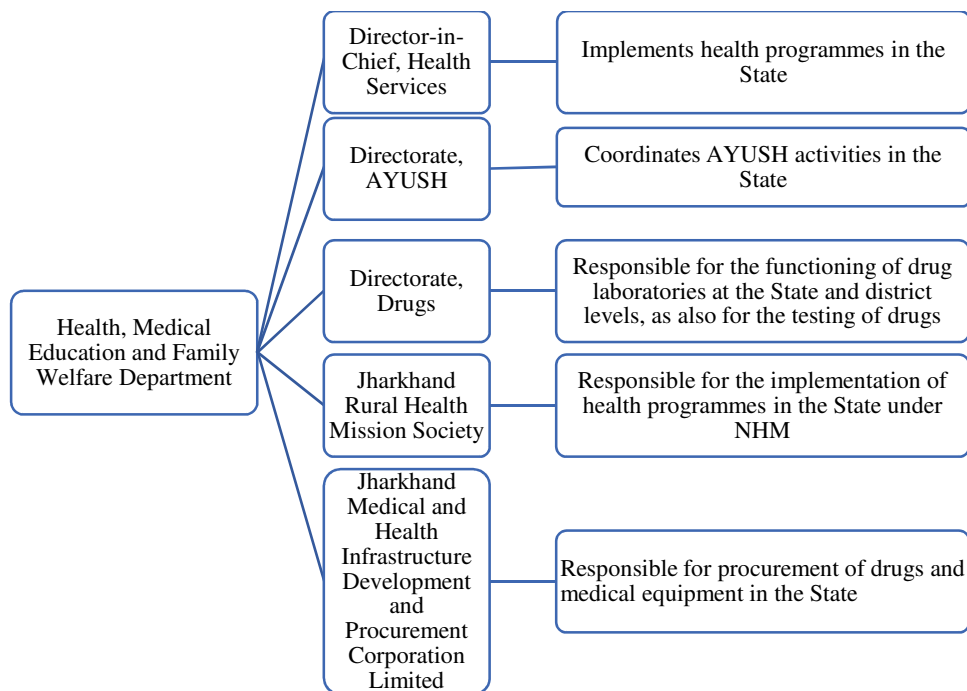 Health, Medical
Education and Family
Welfare Department
Director-in-
Chief, Health
Services
Implements health programmes in the
State
Directorate,
AYUSH
Coordinates AYUSH activities in the
State
Directorate,
Drugs
Responsible for the functioning of drug
laboratories at the State and district
levels, as also for the testing of drugs
Jharkhand
Rural Health
Mission Society
Responsible for the implementation of
health programmes in the State under
NHM
Jharkhand
Medical and
Health
Infrastructure
Development
and
Procurement
Corporation
Limited
Responsible for procurement of drugs and
medical equipment in the State